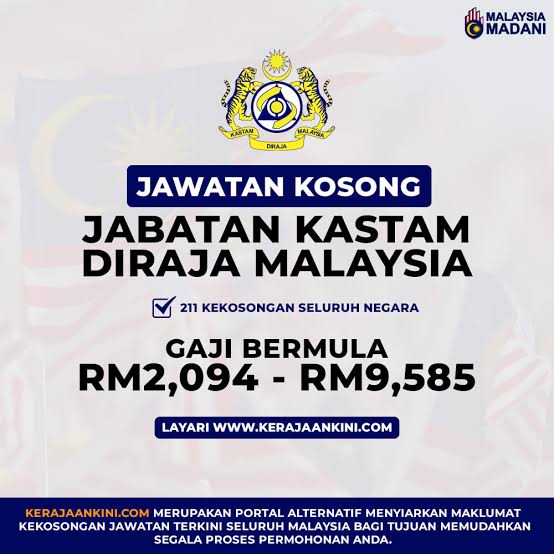 MALAYSIA
MADANI
KASTAM
DIRAJA
MALAYSIA
JAWATAN KOSONG
JABATAN KASTAM
DIRAJA MALAYSIA
211 KEKOSONGAN SELURUH NEGARA
GAJI BERMULA
RM2,094 - RM9,585
LAYARI WWW.KERAJAANKINI.COM
KERAJAANKINI.COM MERUPAKAN PORTAL ALTERNATIF MENYIARKAN MAKLUMAT
KEKOSONGAN JAWATAN TERKINI SELURUH MALAYSIA BAGI TUJUAN MEMUDAHKAN
SEGALA PROSES PERMOHONAN ANDA.